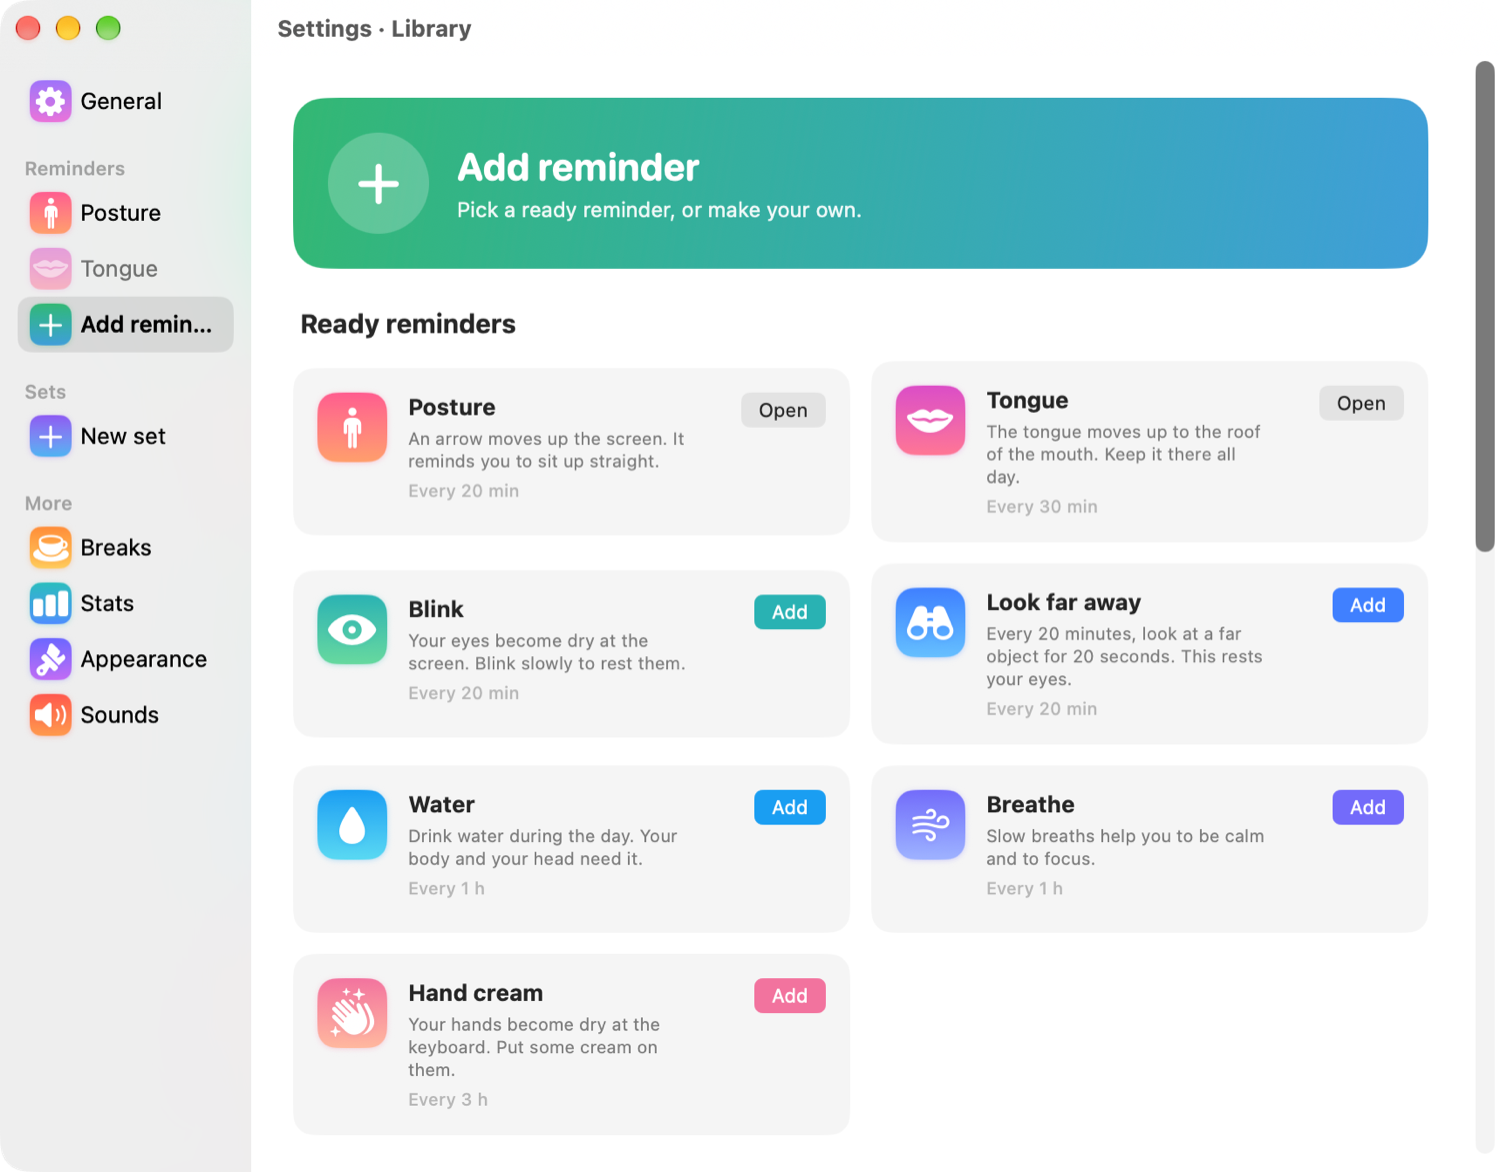 Settings · Library
General
Reminders
Posture
Tongue
Add remin...
Sets
New set
More
Breaks
Stats
Appearance
Sounds
Add reminder
Pick a ready reminder, or make your own.
Ready reminders
Posture
Open
An arrow moves up the screen. It
reminds you to sit up straight.
Every 20 min
Tongue
Open
The tongue moves up to the roof
of the mouth. Keep it there all
day.
Every 30 min
Blink
Add
Your eyes become dry at the
screen. Blink slowly to rest them.
Every 20 min
Look far away
Add
Every 20 minutes, look at a far
object for 20 seconds. This rests
your eyes.
Every 20 min
Water
Add
Drink water during the day. Your
body and your head need it.
Every 1 h
Breathe
Add
Slow breaths help you to be calm
and to focus.
Every 1 h
Hand cream
Add
Your hands become dry at the
keyboard. Put some cream on
them.
Every 3 h